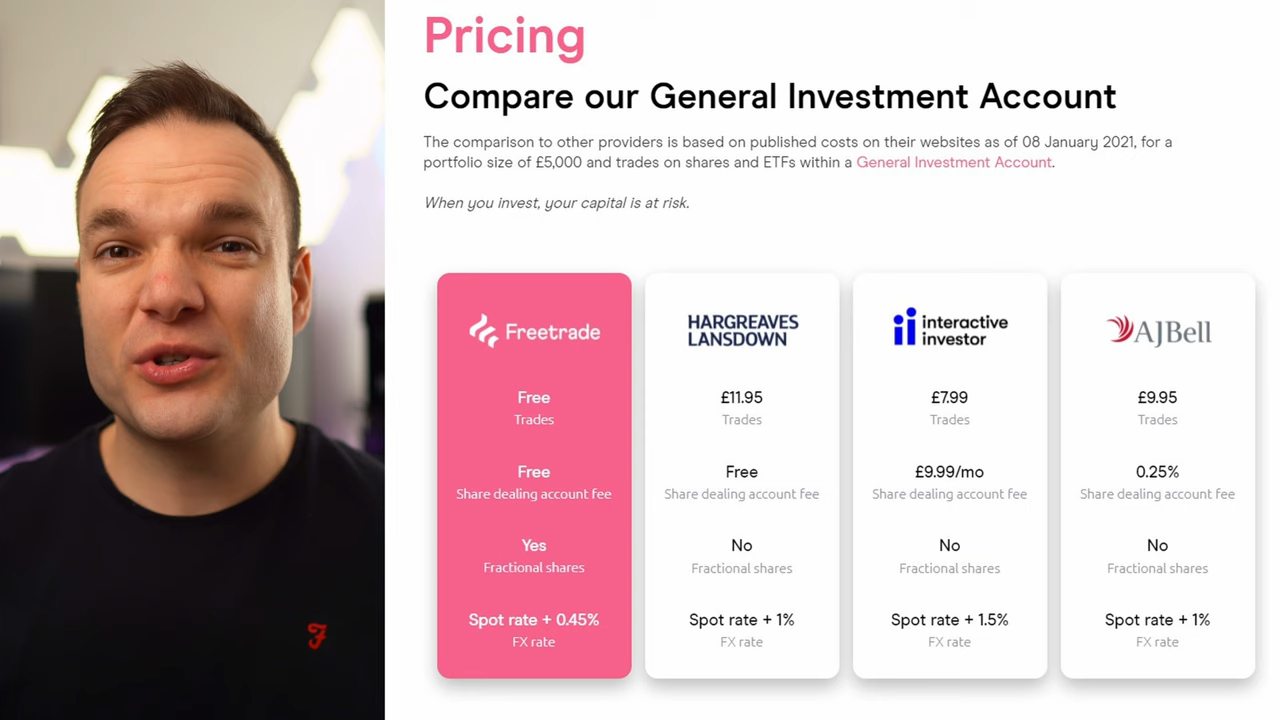 Pricing
Compare our General Investment Account
The comparison to other providers is based on published costs on their websites as of 08 January 2021, for a
portfolio size of £5,000 and trades on shares and ETFs within a General Investment Account.
When you invest, your capital is at risk.
Freetrade
Free
Trades
Free
Share dealing account fee
Yes
Fractional shares
Spot rate + 0.45%
FX rate
HARGREAVES
LANSDOWN
£11.95
Trades
Free
Share dealing account fee
No
Fractional shares
Spot rate + 1%
FX rate
interactive
investor
£7.99
Trades
£9.99/mo
Share dealing account fee
No
Fractional shares
Spot rate + 1.5%
FX rate
AJBell
£9.95
Trades
0.25%
Share dealing account fee
No
Fractional shares
Spot rate + 1%
FX rate